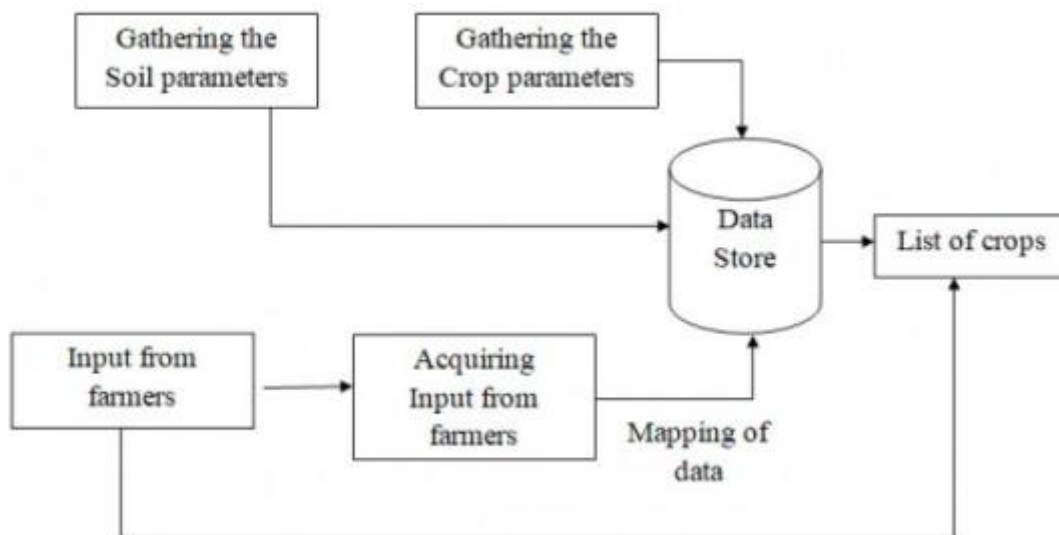 Gathering the
Soil parameters
Gathering the
Crop parameters
Data
Store
List of crops
Input from
farmers
Acquiring
Input from
farmers
Mapping of
data